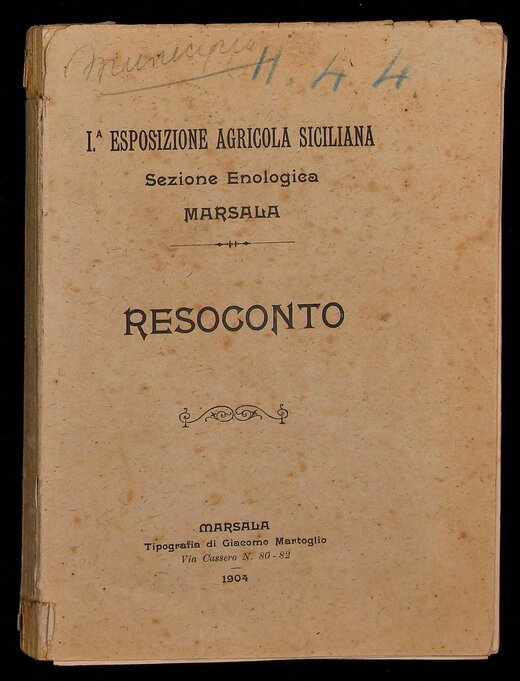 Municipio
H. 4. 4.
I.ᴬ ESPOSIZIONE AGRICOLA SICILIANA
Sezione Enologica
MARSALA
RESOCONTO
MARSALA
Tipografia di Giacomo Martoglio
Via Cassero N. 80-82
1904